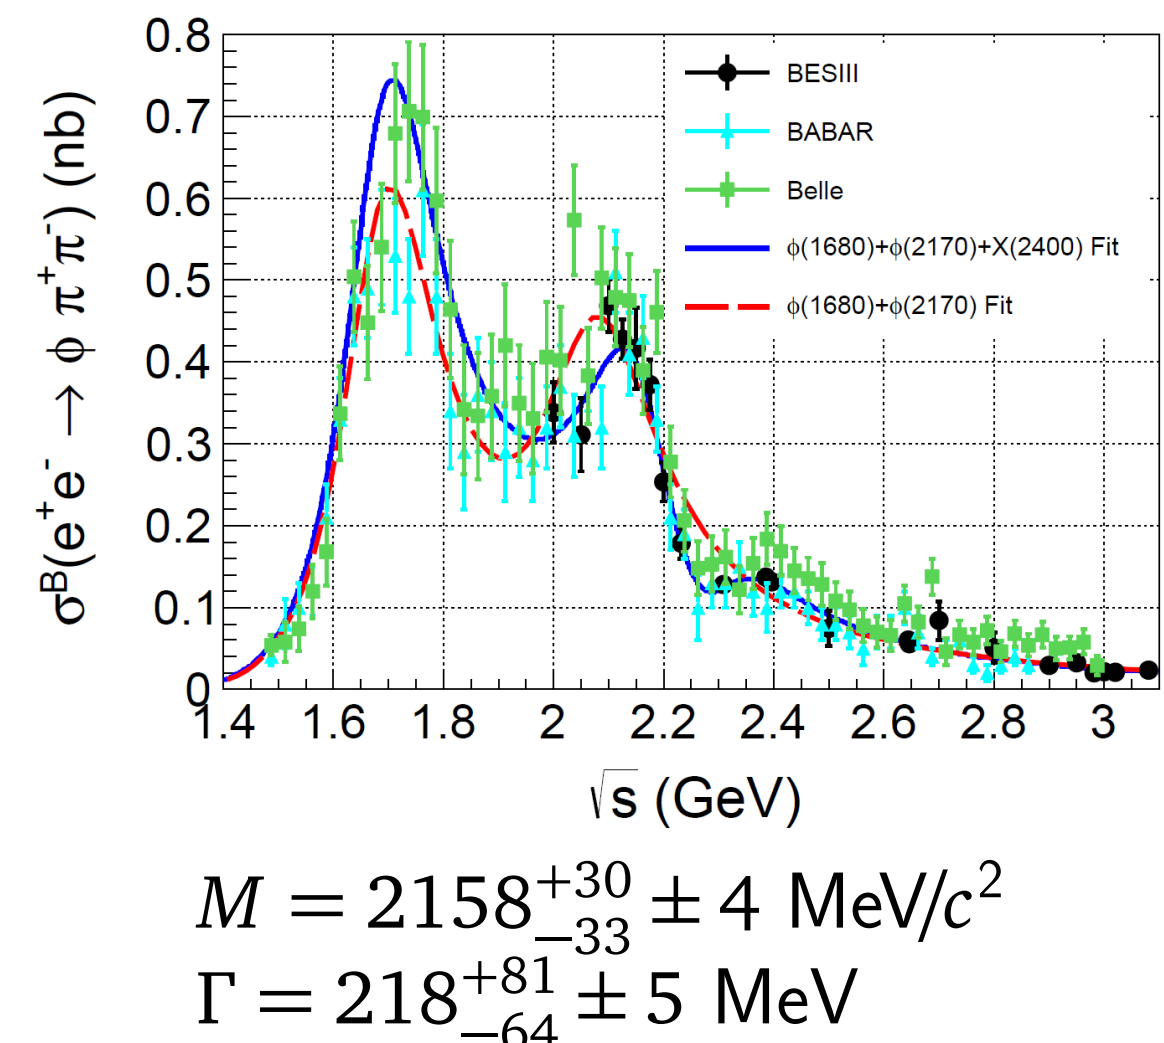 σᴮ(e⁺e⁻ → ϕ π⁺π⁻) (nb)
0.8
0.7
0.6
0.5
0.4
0.3
0.2
0.1
0
BESIII
BABAR
Belle
ϕ(1680)+ϕ(2170)+X(2400) Fit
ϕ(1680)+ϕ(2170) Fit
1.4 1.6 1.8 2 2.2 2.4 2.6 2.8 3
√s (GeV)
M = 2158 +30 −33 ± 4 MeV/c²
Γ = 218 +81 −64 ± 5 MeV